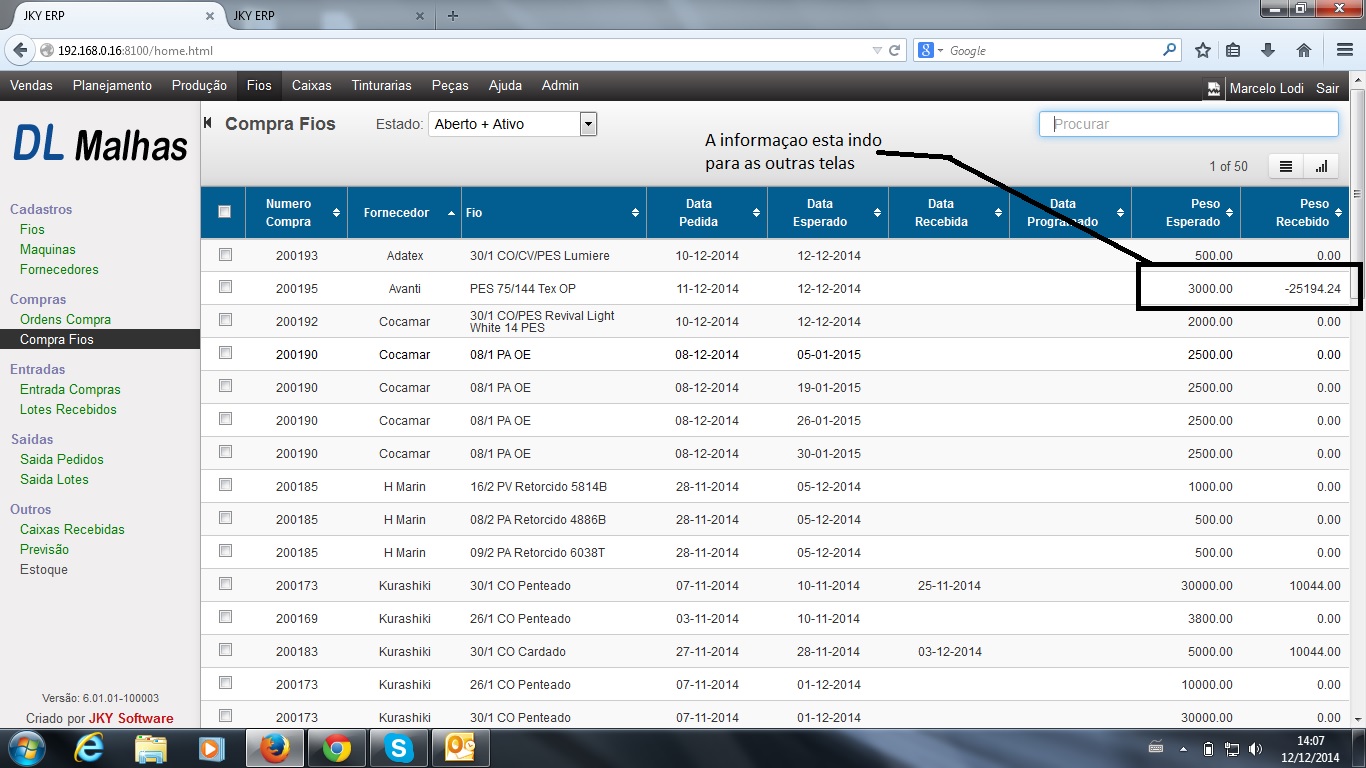 JKY ERP
JKY ERP
192.168.0.16:8100/home.html
Google
Vendas Planejamento Produção Fios Caixas Tinturarias Peças Ajuda Admin
Marcelo Lodi Sair
DL Malhas
Compra Fios
Estado: Aberto + Ativo
A informaçao esta indo
para as outras telas
Procurar
1 of 50
Cadastros
Fios
Maquinas
Fornecedores
Compras
Ordens Compra
Compra Fios
Entradas
Entrada Compras
Lotes Recebidos
Saidas
Saida Pedidos
Saida Lotes
Outros
Caixas Recebidas
Previsão
Estoque
Versão: 6.01.01-100003
Criado por JKY Software
Numero Compra Fornecedor Fio Data Pedida Data Esperado Data Recebida Data Programado Peso Esperado Peso Recebido
200193 Adatex 30/1 CO/CV/PES Lumiere 10-12-2014 12-12-2014 500.00 0.00
200195 Avanti PES 75/144 Tex OP 11-12-2014 12-12-2014 3000.00 -25194.24
200192 Cocamar 30/1 CO/PES Revival Light White 14 PES 10-12-2014 12-12-2014 2000.00 0.00
200190 Cocamar 08/1 PA OE 08-12-2014 05-01-2015 2500.00 0.00
200190 Cocamar 08/1 PA OE 08-12-2014 19-01-2015 2500.00 0.00
200190 Cocamar 08/1 PA OE 08-12-2014 26-01-2015 2500.00 0.00
200190 Cocamar 08/1 PA OE 08-12-2014 30-01-2015 2500.00 0.00
200185 H Marin 16/2 PV Retorcido 5814B 28-11-2014 05-12-2014 1000.00 0.00
200185 H Marin 08/2 PA Retorcido 4886B 28-11-2014 05-12-2014 500.00 0.00
200185 H Marin 09/2 PA Retorcido 6038T 28-11-2014 05-12-2014 500.00 0.00
200173 Kurashiki 30/1 CO Penteado 07-11-2014 10-11-2014 25-11-2014 30000.00 10044.00
200169 Kurashiki 26/1 CO Penteado 03-11-2014 10-11-2014 3800.00 0.00
200183 Kurashiki 30/1 CO Cardado 27-11-2014 28-11-2014 03-12-2014 5000.00 10044.00
200173 Kurashiki 26/1 CO Penteado 07-11-2014 01-12-2014 10000.00 0.00
200173 Kurashiki 30/1 CO Penteado 07-11-2014 01-12-2014 30000.00 0.00
14:07
12/12/2014